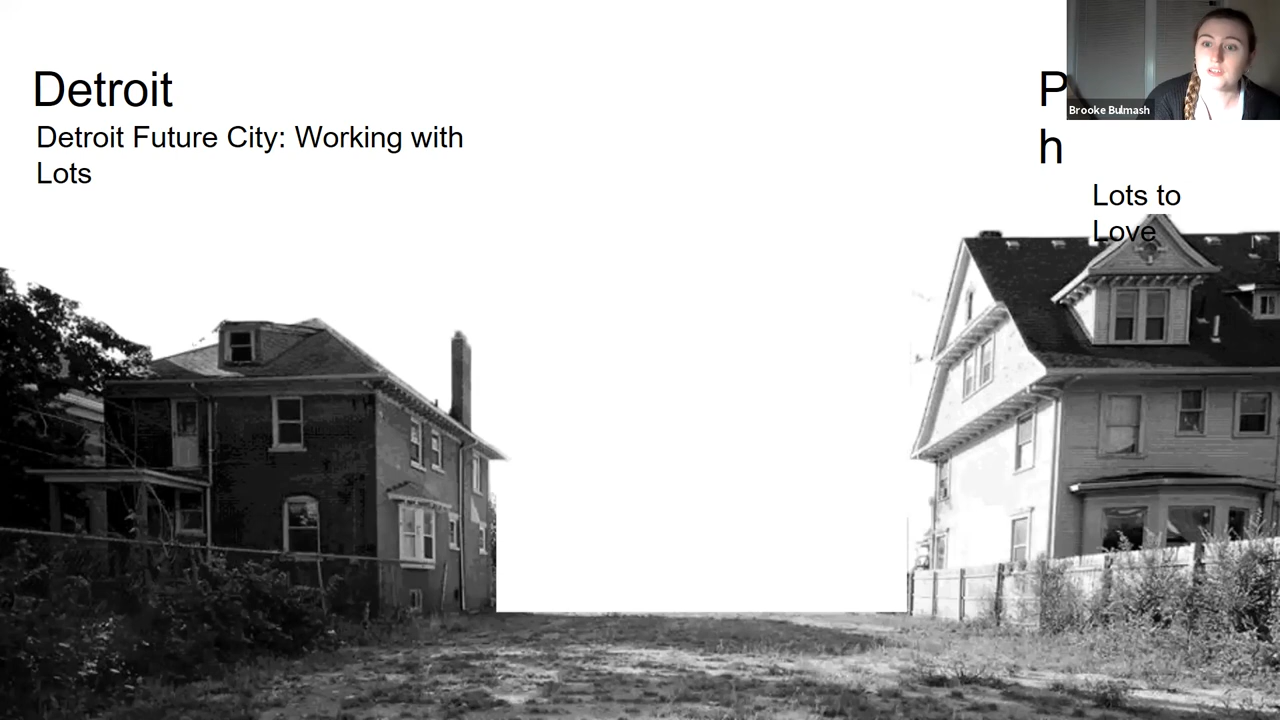 Detroit
Detroit Future City: Working with
Lots
P
h
Lots to
Love
Brooke Bulmash